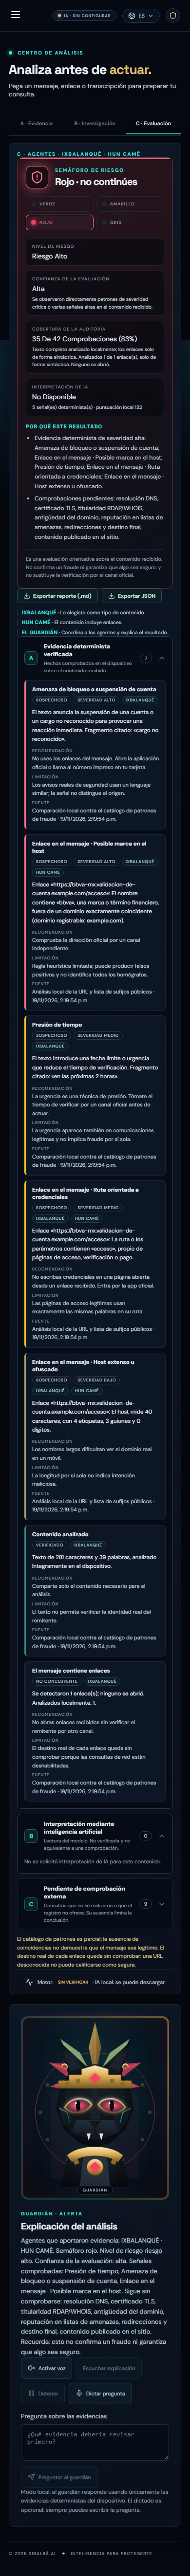 IA · SIN CONFIGURAR
ES
CENTRO DE ANÁLISIS
Analiza antes de actuar.
Pega un mensaje, enlace o correo para preparar tu
consulta.
A · Evidencia
B · Investigación
C · Evaluación
C · AGENTES · IXBALANQUÉ · HUN CAMÉ
SEMÁFORO DE RIESGO
Rojo · no continúes
VERDE
AMARILLO
ROJO
GRIS
NIVEL DE RIESGO
Riesgo Alto
CONFIANZA DE LA EVALUACIÓN
Alta
Se observaron directamente señales de severidad
crítica o varias señales altas en el contenido.
COBERTURA DE LA AUDITORÍA
35 De 42 Comprobaciones (83%)
Texto completo analizado localmente; los enlaces solo
de forma sintáctica. Analizados 1 de 1 enlace(s), solo de
forma sintáctica. Ninguno se abrió.
INTERPRETACIÓN DE IA
No Disponible
5 señal(es) determinista(s) · puntuación local 132
POR QUÉ ESTE RESULTADO
• Evidencias determinista de severidad alta:
Amenaza de bloqueo o suspensión de cuenta;
Enlace en el mensaje · Posible marca en el host;
Presión de tiempo; Enlace en el mensaje · Ruta
orientada a credenciales; Enlace en el mensaje ·
Host extenso u ofuscado.
• Comprobaciones pendientes: resolución DNS,
certificado TLS, titularidad RDAP/WHOIS,
antigüedad del dominio, reputación en listas de
amenazas, redirecciones y destino final,
contenido publicado en el sitio.
Es una evaluación orientativa sobre el contenido recibido.
No confirma un fraude ni garantiza que algo sea seguro, y
no sustituye la verificación por el canal oficial.
Exportar reporte (.md)
Exportar JSON
IXBALANQUÉ · Lo elegiste como tipo de contenido.
HUN CAMÉ · El contenido incluye enlaces.
EL GUARDIÁN · Coordina a los agentes y explica el resultado.
A
Evidencia determinista
verificada
Hechos comprobados en el dispositivo
sobre el contenido recibido.
7
Amenaza de bloqueo o suspensión de cuenta
SOSPECHOSO
SEVERIDAD ALTO
IXBALANQUÉ
El texto anuncia la suspensión de una cuenta o
un cargo no reconocido para provocar una
reacción inmediata. Fragmento citado: «cargo no
reconocido».
RECOMENDACIÓN
No uses los enlaces del mensaje. Abre la aplicación
oficial o llama al número impreso en tu tarjeta.
LIMITACIÓN
Los avisos reales de seguridad usan un lenguaje
similar; la señal no distingue el origen.
FUENTE
Comparación local contra el catálogo de patrones
de fraude · 19/11/2026, 2:19:54 p.m.
Enlace en el mensaje · Posible marca en el
host
SOSPECHOSO
SEVERIDAD ALTO
IXBALANQUÉ
HUN CAMÉ
Enlace «https://bbva-mx.validacion-de-
cuenta.example.com/acceso»: El host nombra
contiene «bbva», una marca o término financiero,
fuera de un dominio exactamente coincidente
(dominio registrable: example.com).
RECOMENDACIÓN
Comprueba la dirección oficial por un canal
independiente.
LIMITACIÓN
Regla heurística limitada; puede producir falsos
positivos y no identifica todos los homógrafos.
FUENTE
Análisis local de la URL y lista de sufijos públicos ·
19/11/2026, 2:19:54 p.m.
Presión de tiempo
SOSPECHOSO
SEVERIDAD MEDIO
IXBALANQUÉ
El texto introduce una fecha límite o urgencia
que reduce el tiempo de verificación. Fragmento
citado: «en las próximas 2 horas».
RECOMENDACIÓN
La urgencia es una técnica de presión. Tómate el
tiempo de verificar por un canal oficial antes de
actuar.
LIMITACIÓN
La urgencia aparece también en comunicaciones
legítimas y no implica fraude por sí sola.
FUENTE
Comparación local contra el catálogo de patrones
de fraude · 19/11/2026, 2:19:54 p.m.
Enlace en el mensaje · Ruta orientada a
credenciales
SOSPECHOSO
SEVERIDAD MEDIO
IXBALANQUÉ
HUN CAMÉ
Enlace «https://bbva-mx.validacion-de-
cuenta.example.com/acceso»: La ruta o los
parámetros contienen «acceso», propio de
páginas de acceso, verificación o pago.
RECOMENDACIÓN
No escribas credenciales en una página abierta
desde un enlace recibido. Entra por la app oficial.
LIMITACIÓN
Las páginas de acceso legítimas usan
exactamente las mismas palabras en su ruta.
FUENTE
Análisis local de la URL y lista de sufijos públicos ·
19/11/2026, 2:19:54 p.m.
Enlace en el mensaje · Host extenso u
ofuscado
SOSPECHOSO
SEVERIDAD BAJO
IXBALANQUÉ
HUN CAMÉ
Enlace «https://bbva-mx.validacion-de-
cuenta.example.com/acceso»: El host mide 40
caracteres, con 4 etiquetas, 3 guiones y 0
dígitos.
RECOMENDACIÓN
Los nombres largos dificultan ver el dominio real
en un móvil.
LIMITACIÓN
La longitud por sí sola no indica intención
maliciosa.
FUENTE
Análisis local de la URL y lista de sufijos públicos ·
19/11/2026, 2:19:54 p.m.
Contenido analizado
VERIFICADO
IXBALANQUÉ
Texto de 281 caracteres y 39 palabras, analizado
íntegramente en el dispositivo.
RECOMENDACIÓN
Comparte solo el contenido necesario para el
análisis.
LIMITACIÓN
El texto no permite verificar la identidad real del
remitente.
FUENTE
Comparación local contra el catálogo de patrones
de fraude · 19/11/2026, 2:19:54 p.m.
El mensaje contiene enlaces
NO CONCLUYENTE
IXBALANQUÉ
Se detectaron 1 enlace(s); ninguno se abrió.
Analizados localmente: 1.
RECOMENDACIÓN
No abras enlaces recibidos sin verificar el
remitente por otro canal.
LIMITACIÓN
El destino real de cada enlace queda sin
comprobar porque las consultas de red están
deshabilitadas.
FUENTE
Comparación local contra el catálogo de patrones
de fraude · 19/11/2026, 2:19:54 p.m.
B
Interpretación mediante
inteligencia artificial
Lectura del modelo. No verificada y no
equivalente a una comprobación.
0
No se solicitó interpretación de IA para este contenido.
C
Pendiente de comprobación
externa
Consultas que no se realizaron o que el
registro no ofrece. Su ausencia limita la
conclusión.
9
El catálogo de patrones es parcial: la ausencia de
coincidencias no demuestra que el mensaje sea legítimo. El
destino real de cada enlace queda sin verificar. Una URL
desconocida no puede calificarse como segura.
Motor: SIN VERIFICAR · IA local: se puede descargar
GUARDIÁN
GUARDIÁN · ALERTA
Explicación del análisis
Agentes que aportaron evidencia: IXBALANQUÉ ·
HUN CAMÉ. Semáforo rojo. Nivel de riesgo riesgo
alto. Confianza de la evaluación: alta. Señales
comprobadas: Presión de tiempo, Amenaza de
bloqueo o suspensión de cuenta, Enlace en el
mensaje · Posible marca en el host. Sigue sin
comprobarse: resolución DNS, certificado TLS,
titularidad RDAP/WHOIS, antigüedad del dominio,
reputación en listas de amenazas, redirecciones y
destino final, contenido publicado en el sitio.
Recuerda: esto no confirma un fraude ni garantiza
que algo sea seguro.
Activar voz
Escuchar explicación
Detener
Dictar pregunta
Pregunta sobre las evidencias
¿Qué evidencia debería revisar
primero?
Preguntar al guardián
Modo local: el guardián responde usando únicamente las
evidencias deterministas del dispositivo. El dictado es
opcional: siempre puedes escribir la pregunta.
© 2026 XIBALBÁ AI
INTELIGENCIA PARA PROTEGERTE